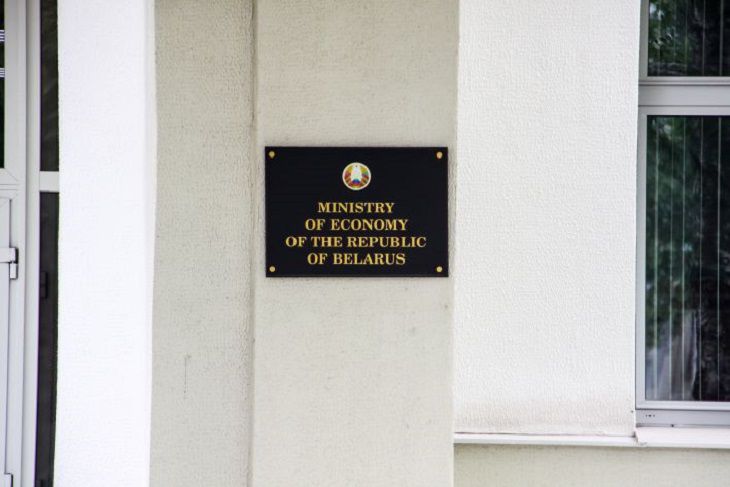 MINISTRY
OF ECONOMY
OF THE REPUBLIC
OF BELARUS